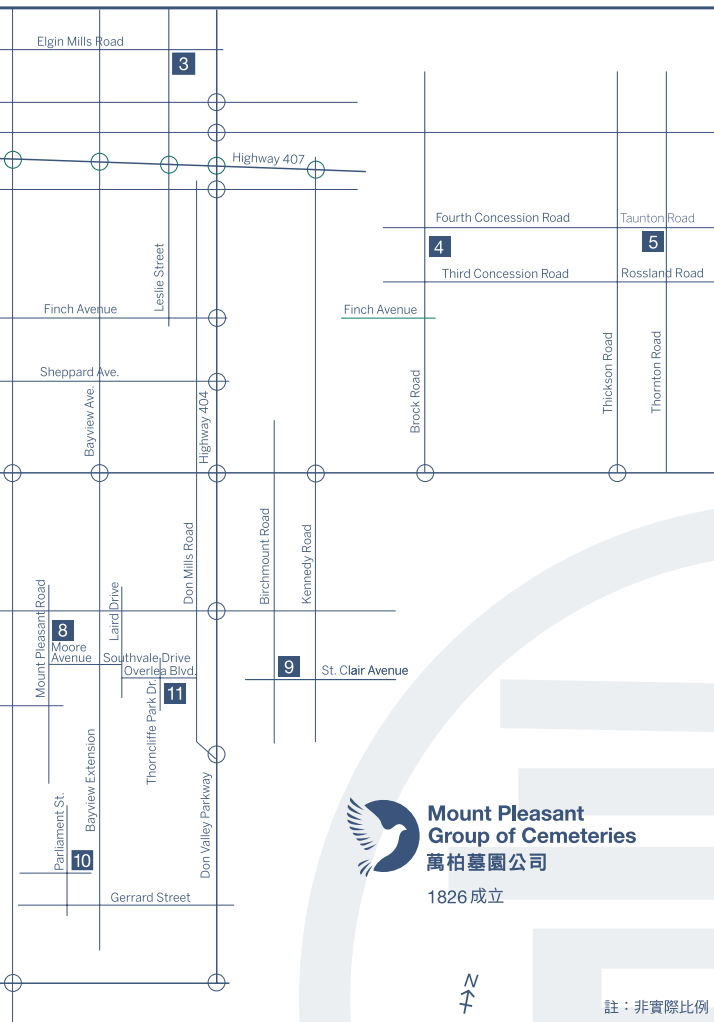 Elgin Mills Road
3
Highway 407
Leslie Street
Fourth Concession Road
Taunton Road
4
5
Third Concession Road
Rossland Road
Finch Avenue
Finch Avenue
Sheppard Ave.
Bayview Ave.
Highway 404
Brock Road
Thickson Road
Thornton Road
Don Mills Road
Birchmount Road
Kennedy Road
Mount Pleasant Road
Laird Drive
8
Moore
Avenue
Southvale Drive
Overlea Blvd.
9
St. Clair Avenue
11
Thorncliffe Park Dr.
Bayview Extension
Parliament St.
Don Valley Parkway
10
Gerrard Street
Mount Pleasant
Group of Cemeteries
萬柏墓園公司
1826 成立
N
註：非實際比例